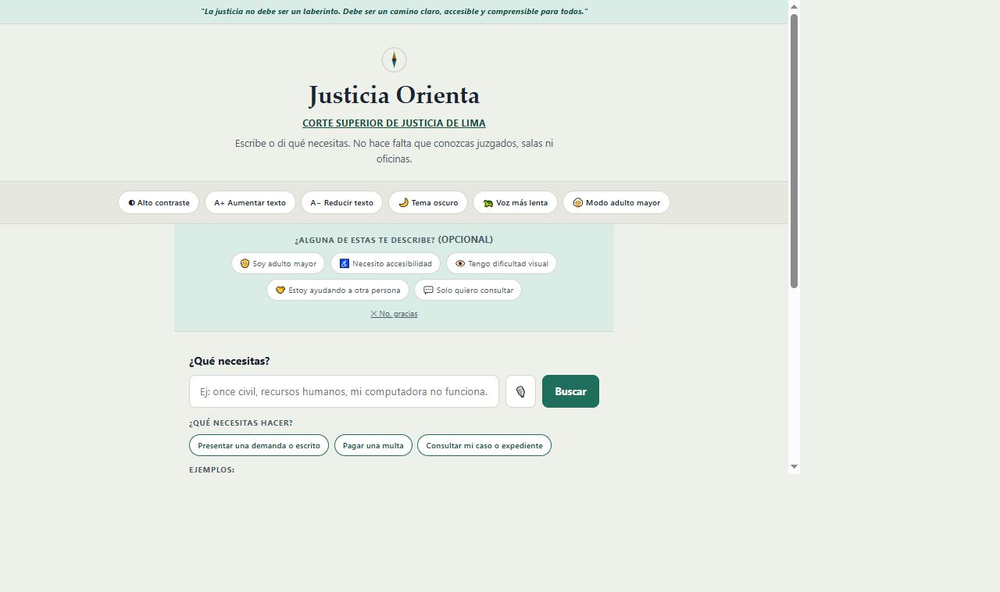 "La justicia no debe ser un laberinto. Debe ser un camino claro, accesible y comprensible para todos."
Justicia Orienta
CORTE SUPERIOR DE JUSTICIA DE LIMA
Escribe o di qué necesitas. No hace falta que conozcas juzgados, salas ni
oficinas.
Alto contraste
A+ Aumentar texto
A− Reducir texto
Tema oscuro
Voz más lenta
Modo adulto mayor
¿ALGUNA DE ESTAS TE DESCRIBE? (OPCIONAL)
Soy adulto mayor
Necesito accesibilidad
Tengo dificultad visual
Estoy ayudando a otra persona
Solo quiero consultar
✕ No, gracias
¿Qué necesitas?
Ej: once civil, recursos humanos, mi computadora no funciona..
Buscar
¿QUÉ NECESITAS HACER?
Presentar una demanda o escrito
Pagar una multa
Consultar mi caso o expediente
EJEMPLOS: